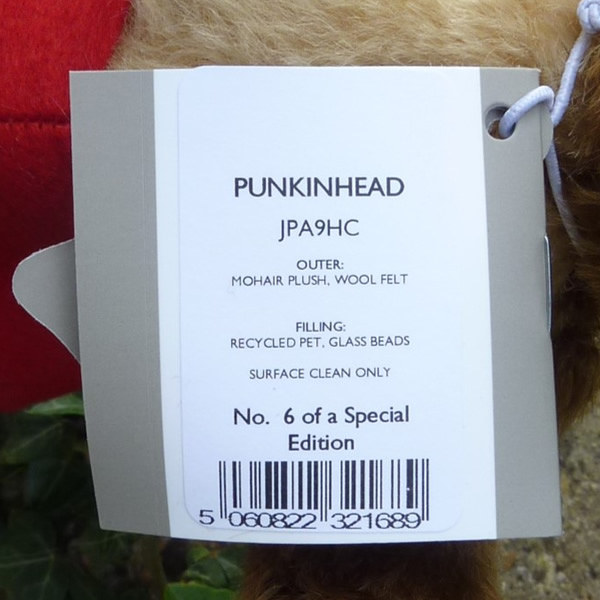 PUNKINHEAD
JPA9HC
OUTER:
MOHAIR PLUSH, WOOL FELT
FILLING:
RECYCLED PET, GLASS BEADS
SURFACE CLEAN ONLY
No. 6 of a Special
Edition
5 060822 321689